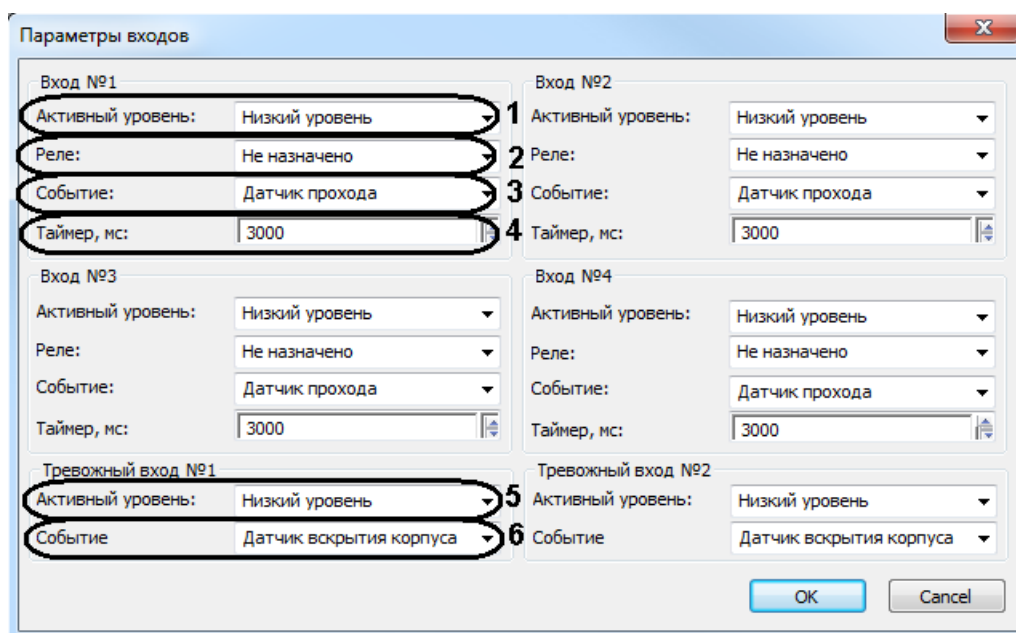 Параметры входов
Вход №1 Вход №2
Активный уровень: Низкий уровень 1 Активный уровень: Низкий уровень
Реле: Не назначено 2 Реле: Не назначено
Событие: Датчик прохода 3 Событие: Датчик прохода
Таймер, мс: 3000 4 Таймер, мс: 3000
Вход №3 Вход №4
Активный уровень: Низкий уровень Активный уровень: Низкий уровень
Реле: Не назначено Реле: Не назначено
Событие: Датчик прохода Событие: Датчик прохода
Таймер, мс: 3000 Таймер, мс: 3000
Тревожный вход №1 Тревожный вход №2
Активный уровень: Низкий уровень 5 Активный уровень: Низкий уровень
Событие Датчик вскрытия корпуса 6 Событие Датчик вскрытия корпуса
OK Cancel